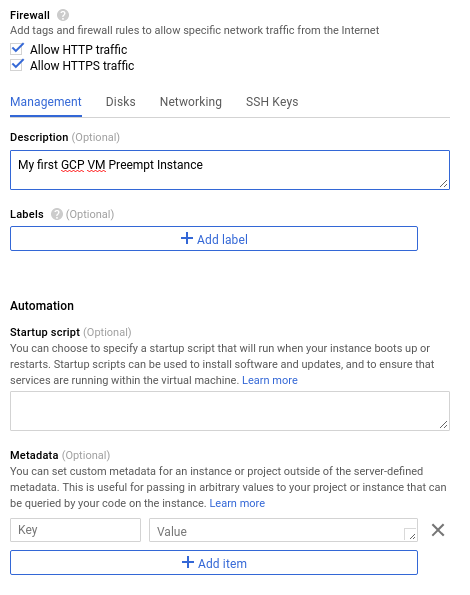 Firewall ?
Add tags and firewall rules to allow specific network traffic from the Internet
Allow HTTP traffic
Allow HTTPS traffic
Management Disks Networking SSH Keys
Description (Optional)
My first GCP VM Preempt Instance
Labels ? (Optional)
+ Add label
Automation
Startup script (Optional)
You can choose to specify a startup script that will run when your instance boots up or
restarts. Startup scripts can be used to install software and updates, and to ensure that
services are running within the virtual machine. Learn more
Metadata (Optional)
You can set custom metadata for an instance or project outside of the server-defined
metadata. This is useful for passing in arbitrary values to your project or instance that can
be queried by your code on the instance. Learn more
Key Value
+ Add item